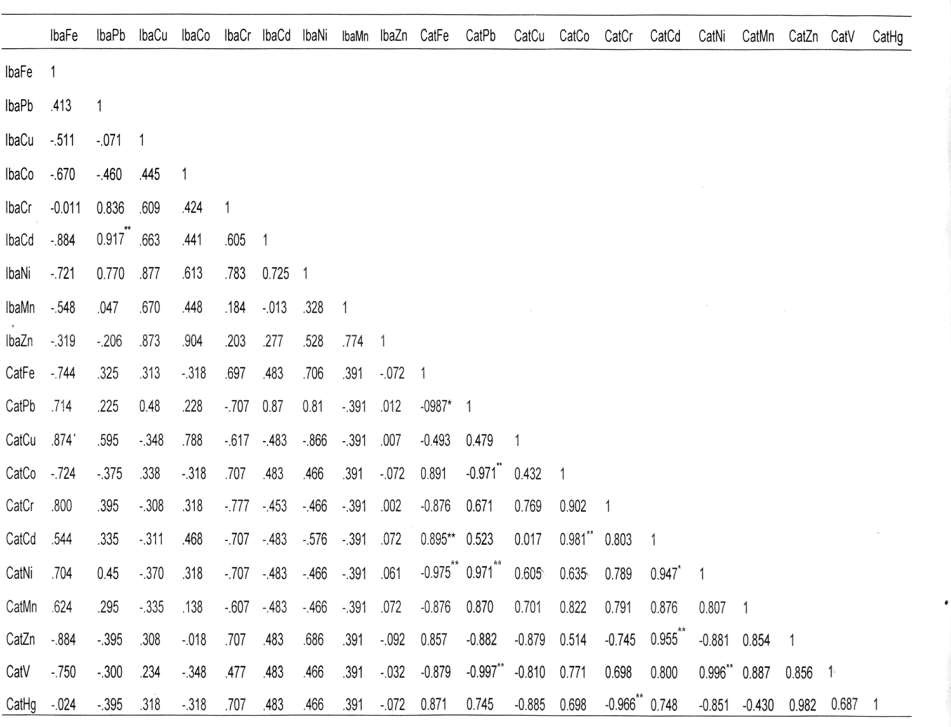 IbaFe IbaPb IbaCu IbaCo IbaCr IbaCd IbaNi IbaMn IbaZn CatFe CatPb CatCu CatCo CatCr CatCd CatNi CatMn CatZn CatV CatHg
IbaFe 1
IbaPb .413 1
IbaCu -.511 -.071 1
IbaCo -.670 -.460 .445 1
IbaCr -0.011 0.836 .609 .424 1
IbaCd -.884 0.917** .663 .441 .605 1
IbaNi -.721 0.770 .877 .613 .783 0.725 1
IbaMn -.548 .047 .670 .448 .184 -.013 .328 1
IbaZn -.319 -.206 .873 .904 .203 .277 .528 .774 1
CatFe -.744 .325 .313 -.318 .697 .483 .706 .391 -.072 1
CatPb .714 .225 0.48 .228 -.707 0.87 0.81 -.391 .012 -0987* 1
CatCu .874* .595 -.348 .788 -.617 -.483 -.866 -.391 .007 -0.493 0.479 1
CatCo -.724 -.375 .338 -.318 .707 .483 .466 .391 -.072 0.891 -0.971** 0.432 1
CatCr .800 .395 -.308 .318 -.777 -.453 -.466 -.391 .002 -0.876 0.671 0.769 0.902 1
CatCd .544 .335 -.311 .468 -.707 -.483 -.576 -.391 .072 0.895** 0.523 0.017 0.981** 0.803 1
CatNi .704 0.45 -.370 .318 -.707 -.483 -.466 -.391 .061 -0.975** 0.971** 0.605 0.635 0.789 0.947* 1
CatMn .624 .295 -.335 .138 -.607 -.483 -.466 -.391 .072 -0.876 0.870 0.701 0.822 0.791 0.876 0.807 1
CatZn -.884 -.395 .308 -.018 .707 .483 .686 .391 -.092 0.857 -0.882 -0.879 0.514 -0.745 0.955** -0.881 0.854 1
CatV -.750 -.300 .234 -.348 .477 .483 .466 .391 -.032 -0.879 -0.997** -0.810 0.771 0.698 0.800 0.996** 0.887 0.856 1
CatHg -.024 -.395 .318 -.318 .707 .483 .466 .391 -.072 0.871 0.745 -0.885 0.698 -0.966** 0.748 -0.851 -0.430 0.982 0.687 1